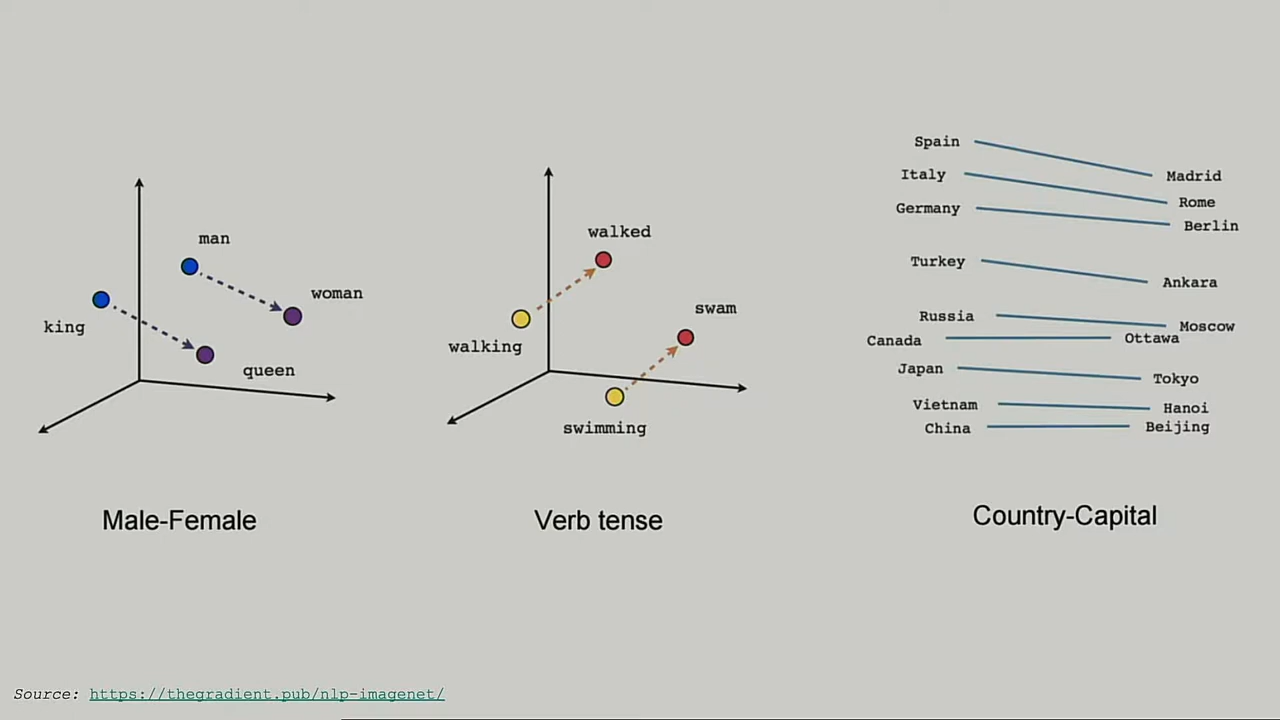 man
woman
king
queen
Male-Female
walked
walking
swam
swimming
Verb tense
Spain Madrid
Italy Rome
Germany Berlin
Turkey Ankara
Russia Moscow
Canada Ottawa
Japan Tokyo
Vietnam Hanoi
China Beijing
Country-Capital
Source: https://thegradient.pub/nlp-imagenet/